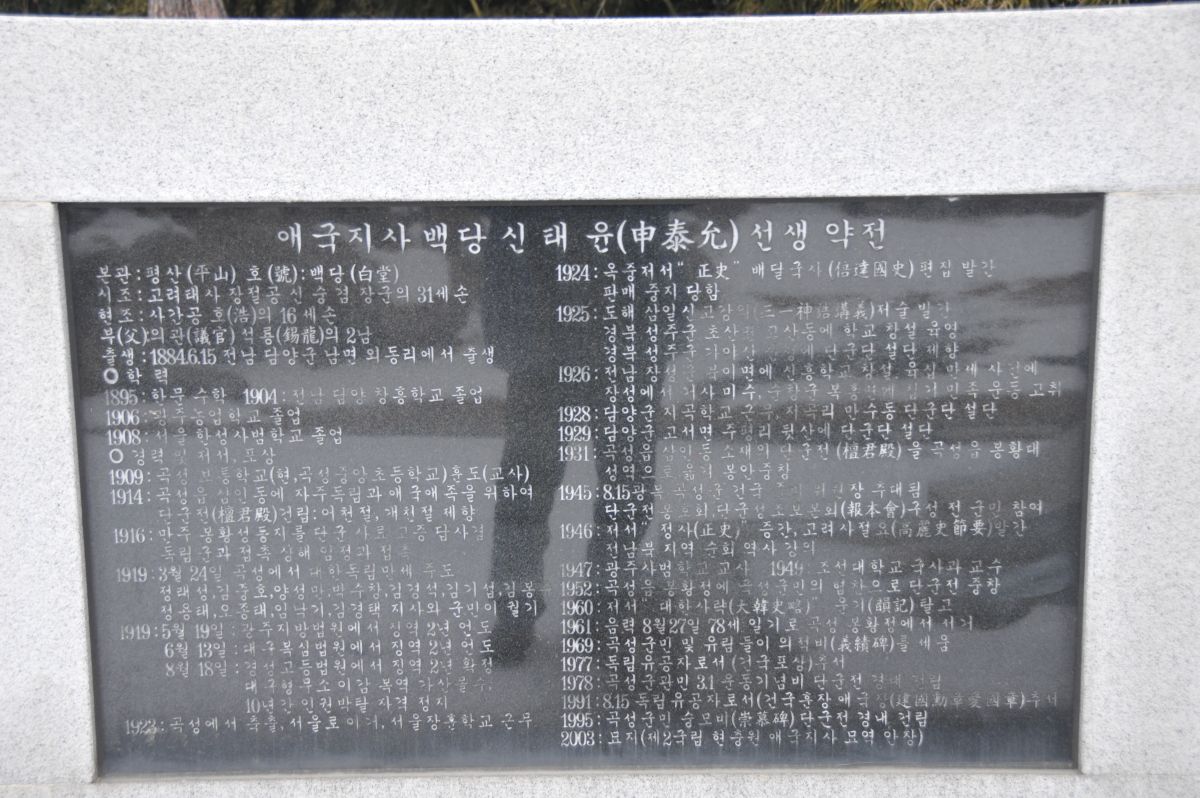 애국지사 백당 신태윤(申泰允) 선생 약전
본관:평산(平山) 호(號):백당(白堂)
시조:고려태사 장절공 신숭겸 장군의 31세손
현조:사간공 호(浩)의 16세손
부(父):의관(議官) 석룡(錫龍)의 2남
출생:1884.6.15 전남 담양군 남면 외동리에서 출생
○학 력
1895:한문 수학 1904:전남 담양 창흥학교 졸업
1906:광주농업학교 졸업
1908:서울 한성사범학교 졸업
○ 경력 및 저서,포상
1909:곡성보통학교(현,곡성중앙초등학교)훈도(교사)
1914:곡성읍 삼인동에 자주독립과 애국애족을 위하여
단군전(檀君殿)건립:어천절,개천절 제향
1916:만주 봉황성등지를 단군사로 고증 답사겸
독립군과 접촉 상해 임정과 접촉
1919:3월 24일 곡성에서 대한독립만세 주도
정래성,김중호,양성만,박수창,김경석,김기섭,김봉
정용태,오종태,임낙기,김경태 지사와 군민이 궐기
1919:5월 19일:광주지방법원에서 징역 2년 언도
6월 13일:대구복심법원에서 징역 2년 언도
8월 18일:경성고등법원에서 징역 2년 확정
대구형무소 이감 복역 가산몰수,
10년간 인권박탈 자격 정지
1923:곡성에서 축출,서울로 이거,서울장훈학교 근무
1924:옥중저서"正史" 배달국사(倍達國史)편집 발간
판매 중지 당함
1925:도해 삼일신고강의(三一神誥講義)저술 발간
경북성주군 초산면 고산동에 학교 창설 육영
경북성주군 가야산 단군단 설단 제향
1926:전남 장성군 북이면에 신흥학교 창설 육십만세 사건에
장성에서 거사 미수, 민족운동 고취
1928:담양군 지곡학교 근무,지곡리 만수동 단군단 설단
1929:담양군 고서면 주평리 뒷산에 단군단 설단
1931:곡성읍 삼인동 소재의 단군전(檀君殿)을 곡성읍 봉황대
성역으로 옮겨 봉안중창
1945:8.15광복 곡성군 건국 준비 위원장 추대됨
단군전봉 단군성조보본회(報本會)구성 전 군민 참여
1946:저서"정사(正史)" 증간,고려사절요(高麗史節要)발간
전남북 지역 순회 역사 강의
1947:광주사범학교교사 1949:조선대학교 국사과 교수
1952:곡성읍 봉황정에 곡성군민의 협찬으로 단군전 중창
1960:저서"대한사략(大韓史略)" 운기(韻記)탈고
1961:음력 8월27일 78세 일기로 곡성 봉황정에서 서거
1969:곡성군민 및 유림들이 의적비(義績碑)를 세움
1977:독립유공자로서(건국포상)추서
1978:곡성군관민 3.1운동기념비 단군전 경내 건립
1991:8.15 독립유공자로서(건국훈장 애국장(建國勳章愛國章)추서
1995:곡성군민 숭모비(崇慕碑)단군전 경내 건립
2003:묘지(제2국립 현충원 애국지사 묘역 안장)